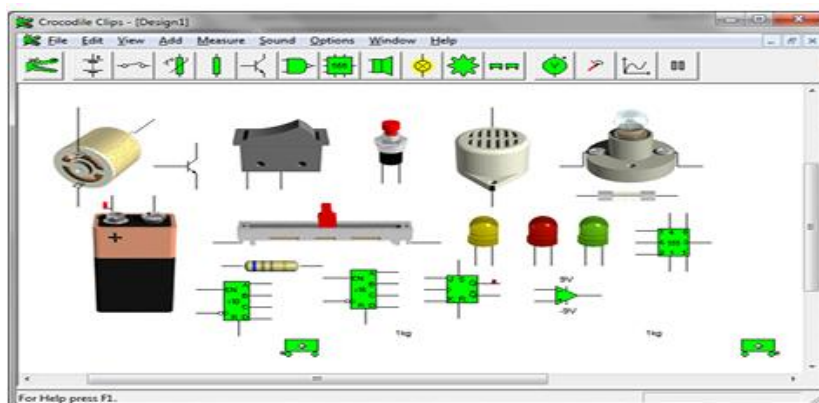 Crocodile Clips - [Design1]
File Edit View Add Measure Sound Options Window Help
555
V
+
9V
-9V
1kg
1kg
For Help press F1.